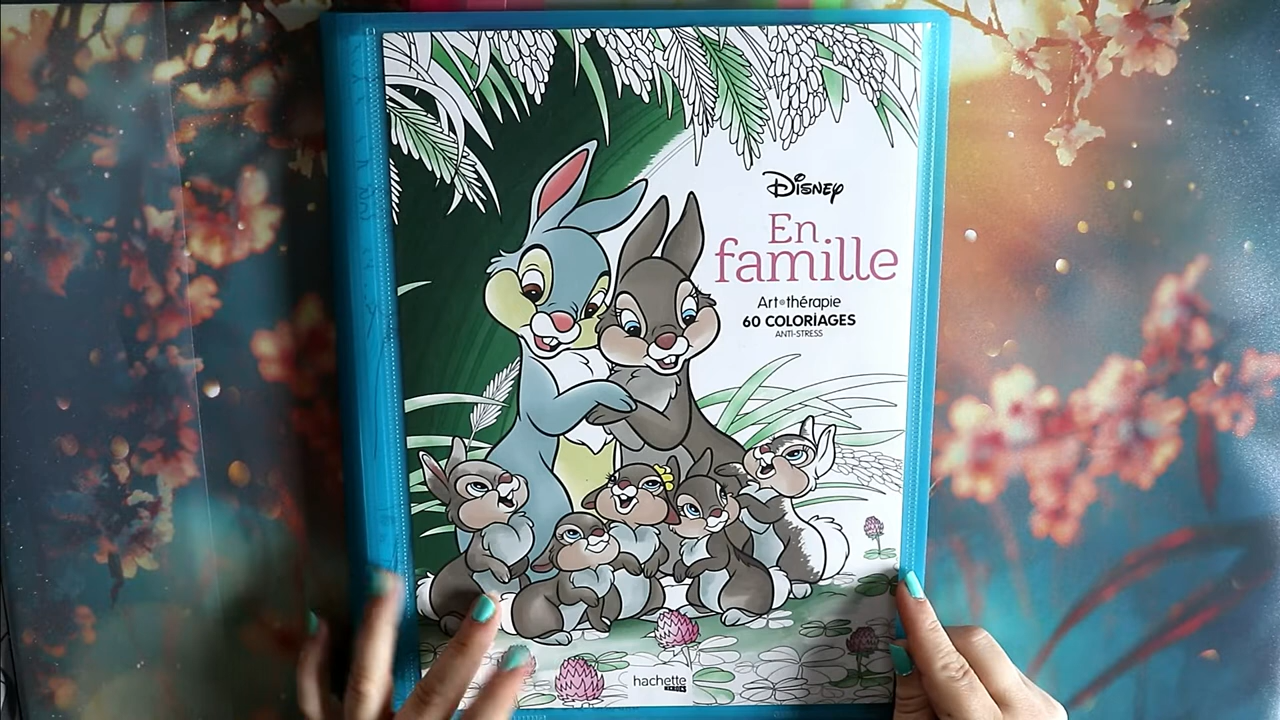 Disney
En
famille
Art•thérapie
60 COLORIAGES
ANTI-STRESS
hachette